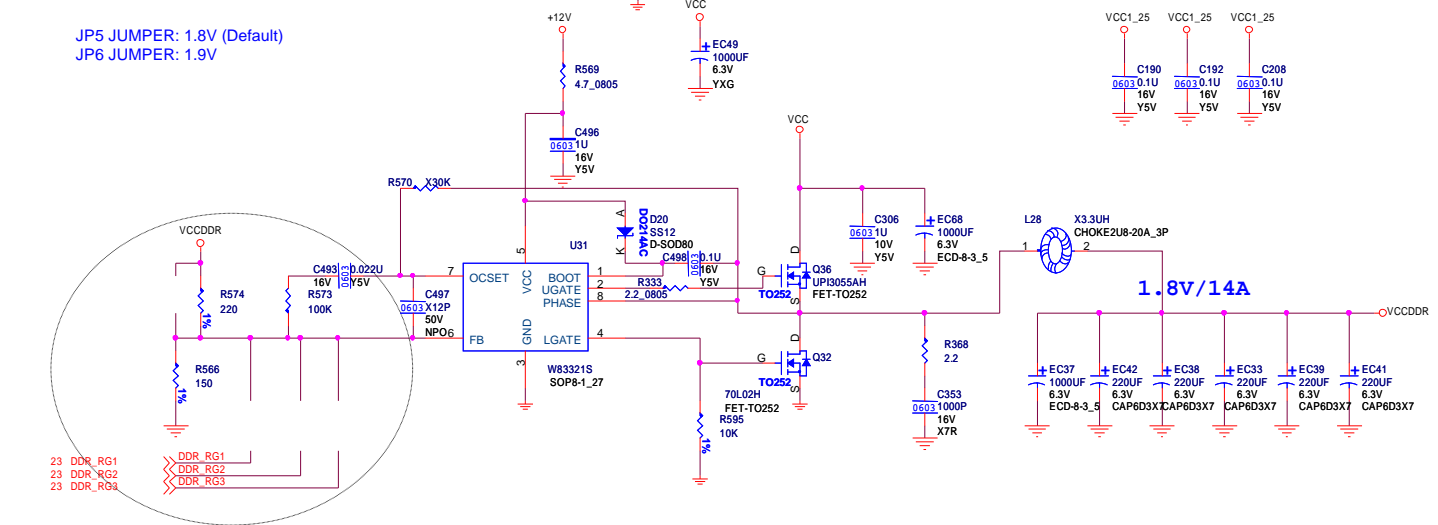 JP5 JUMPER: 1.8V (Default)
JP6 JUMPER: 1.9V
+12V
R569
4.7_0805
VCC
EC49
1000UF
6.3V
YXG
VCC1_25
VCC1_25
VCC1_25
C190
0603
0.1U
16V
Y5V
C192
0603
0.1U
16V
Y5V
C208
0603
0.1U
16V
Y5V
C496
0603
1U
16V
Y5V
VCC
R570
X30K
A
K
DO214AC
D20
SS12
D-SOD80
C306
0603
1U
10V
Y5V
EC68
1000UF
6.3V
ECD-8-3_5
L28
X3.3UH
CHOKE2U8-20A_3P
1
2
VCCDDR
R574
220
1%
C493
16V
0603
0.022U
Y5V
R573
100K
C497
0603
X12P
50V
NPO
U31
5
VCC
7
OCSET
BOOT
1
UGATE
2
PHASE
8
6
FB
GND
LGATE
4
3
W83321S
SOP8-1_27
C498
0603
0.1U
16V
Y5V
R333
2.2_0805
G
D
S
TO252
Q36
UPI3055AH
FET-TO252
G
D
S
TO252
Q32
70L02H
FET-TO252
1.8V/14A
VCCDDR
R566
150
1%
R595
10K
1%
R368
2.2
C353
0603
1000P
16V
X7R
EC37
1000UF
6.3V
ECD-8-3_5
EC42
220UF
6.3V
CAP6D3X7
EC38
220UF
6.3V
CAP6D3X7
EC33
220UF
6.3V
CAP6D3X7
EC39
220UF
6.3V
CAP6D3X7
EC41
220UF
6.3V
CAP6D3X7
23 DDR_RG1
DDR_RG1
23 DDR_RG2
DDR_RG2
23 DDR_RG3
DDR_RG3